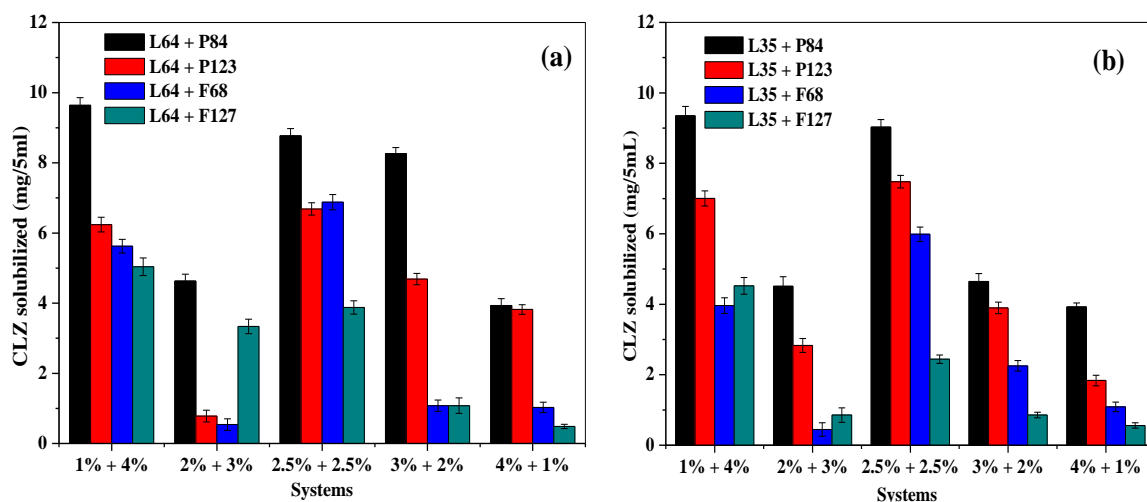 12
10
8
6
4
2
0
CLZ solubilized (mg/5ml)
L64 + P84
L64 + P123
L64 + F68
L64 + F127
(a)
1% + 4%
2% + 3%
2.5% + 2.5%
3% + 2%
4% + 1%
Systems
12
10
8
6
4
2
0
CLZ solubilized (mg/5mL)
L35 + P84
L35 + P123
L35 + F68
L35 + F127
(b)
1% + 4%
2% + 3%
2.5% + 2.5%
3% + 2%
4% + 1%
Systems